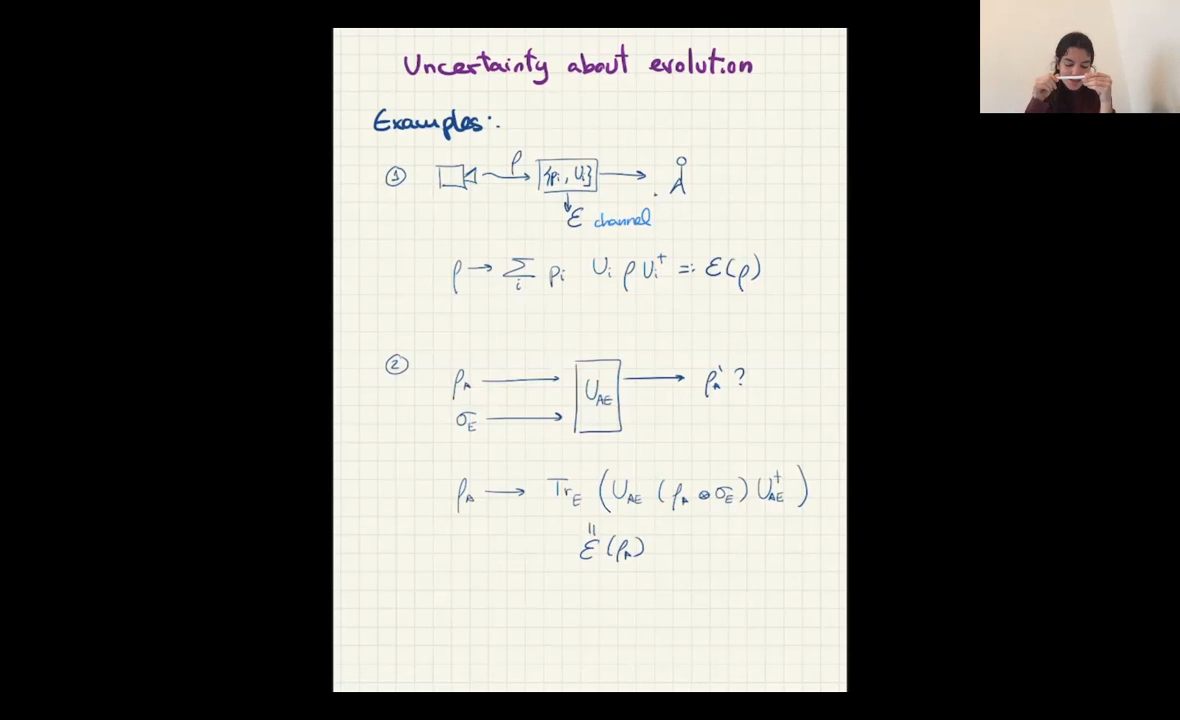 Uncertainty about evolution
Examples:
① ρ {pi, Ui}
ε channel
ρ → Σi pi Ui ρ Ui† =: ε(ρ)
②
ρA → UAE → ρA' ?
σE →
ρA → TrE (UAE (ρA ⊗ σE) UAE†)
=
ε(ρA)